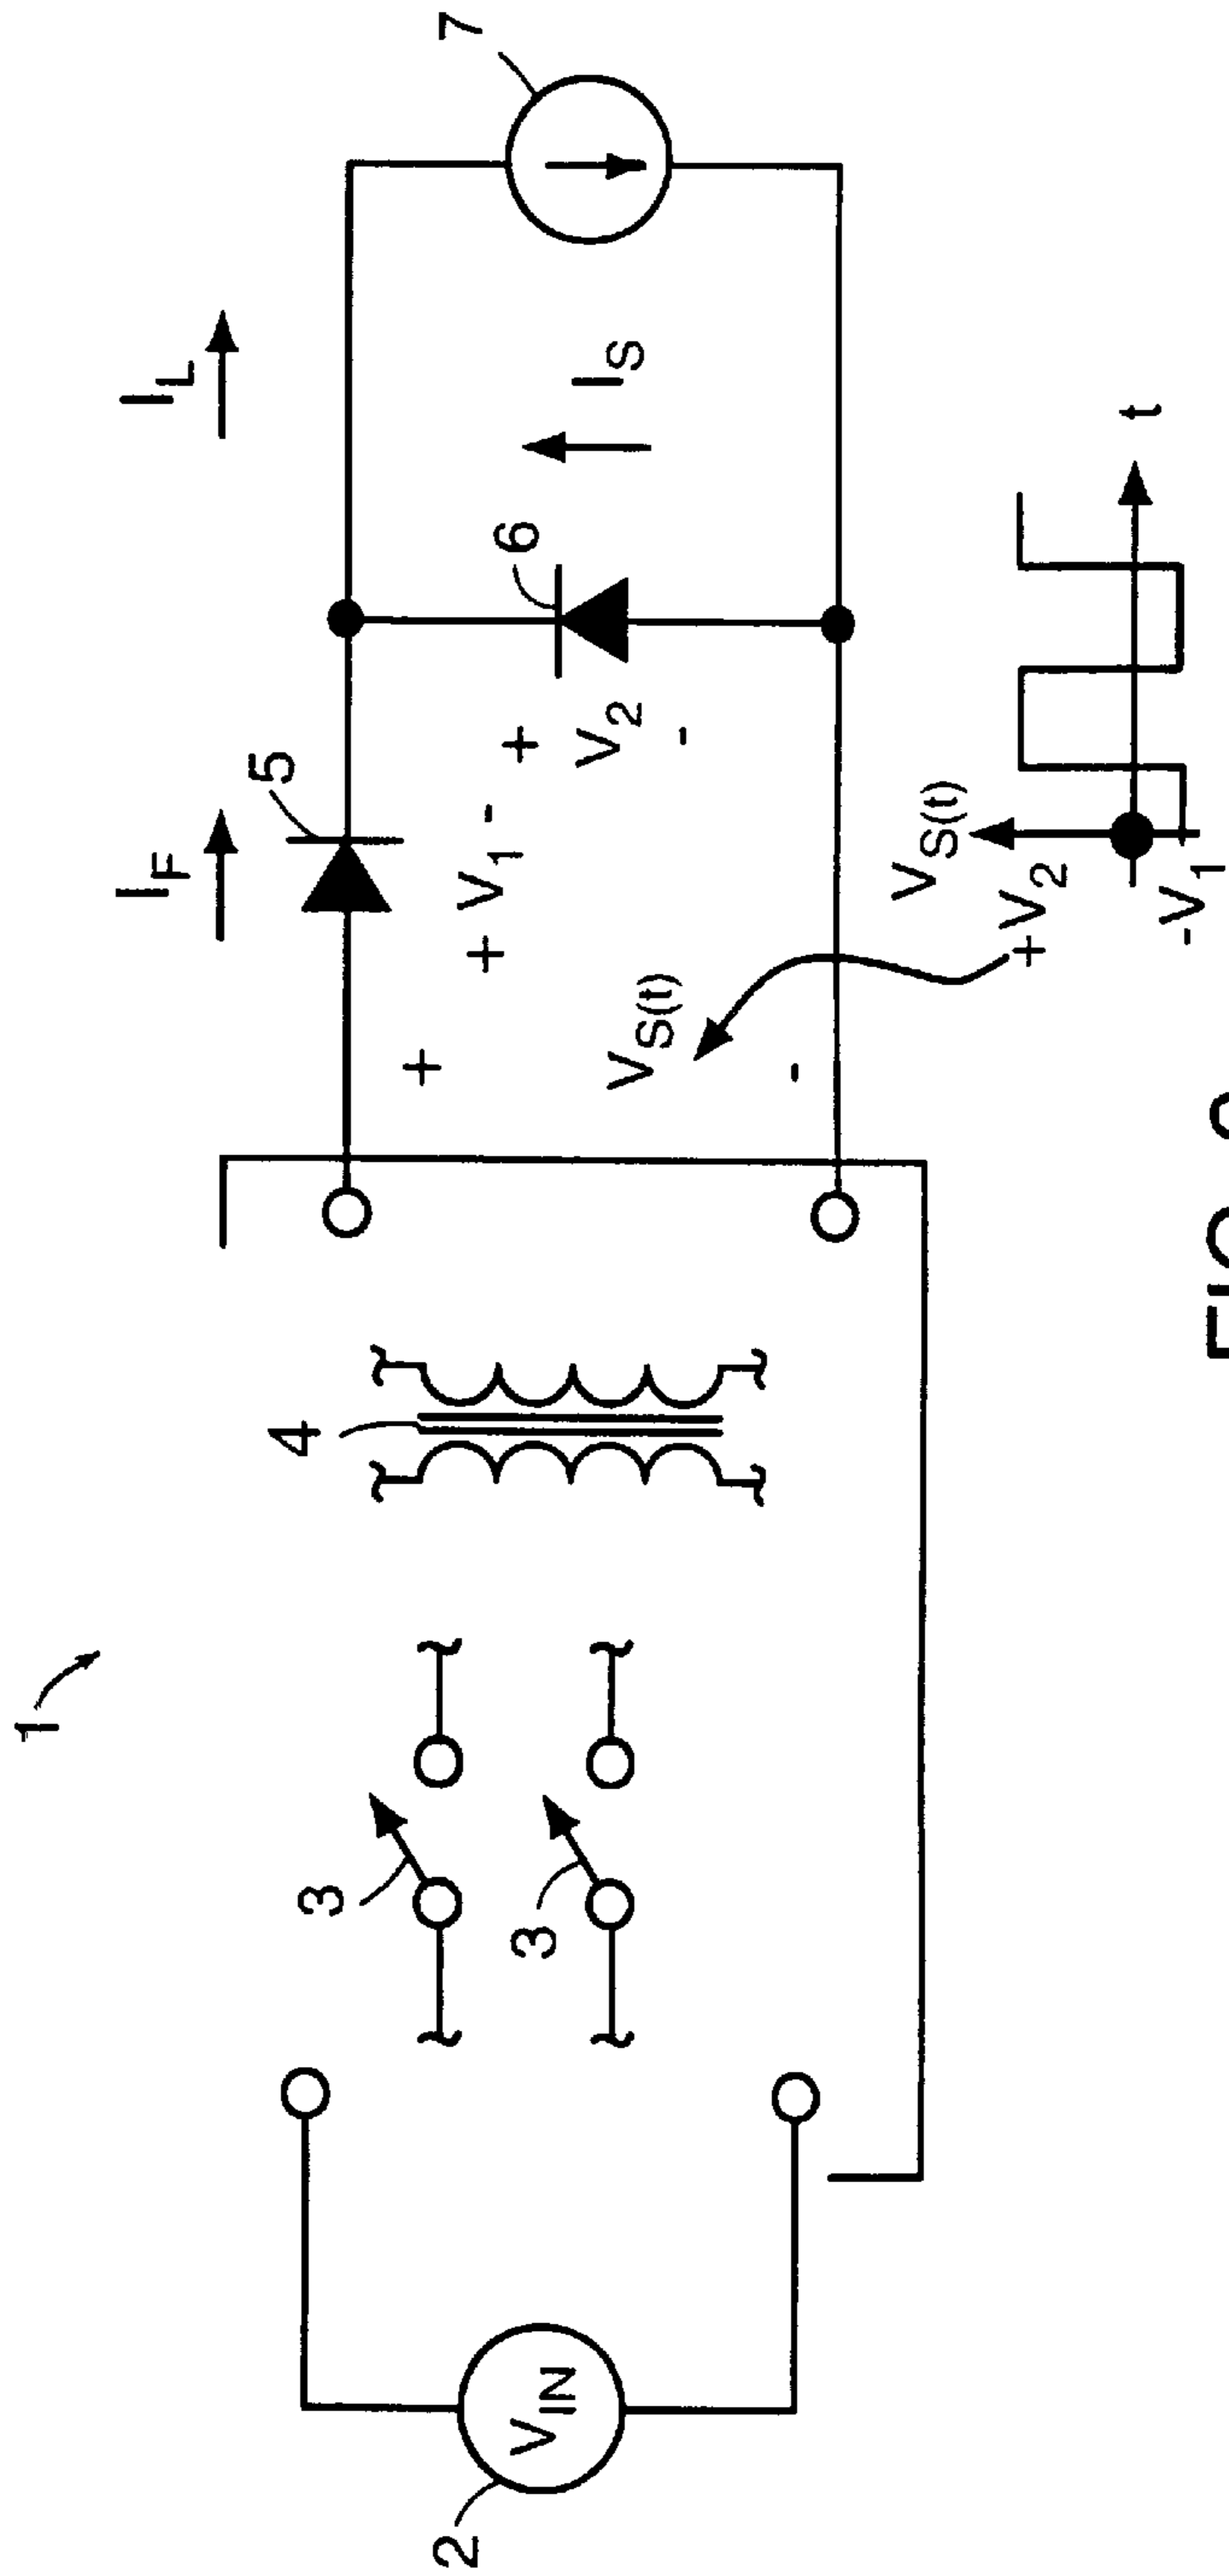 1
2
V_IN
3
3
4
I_F
5
I_L
7
+ V_1 -
6
+
V_2
-
I_S
+
V_S(t)
-
V_S(t)
+V_2
-V_1
t
FIG.